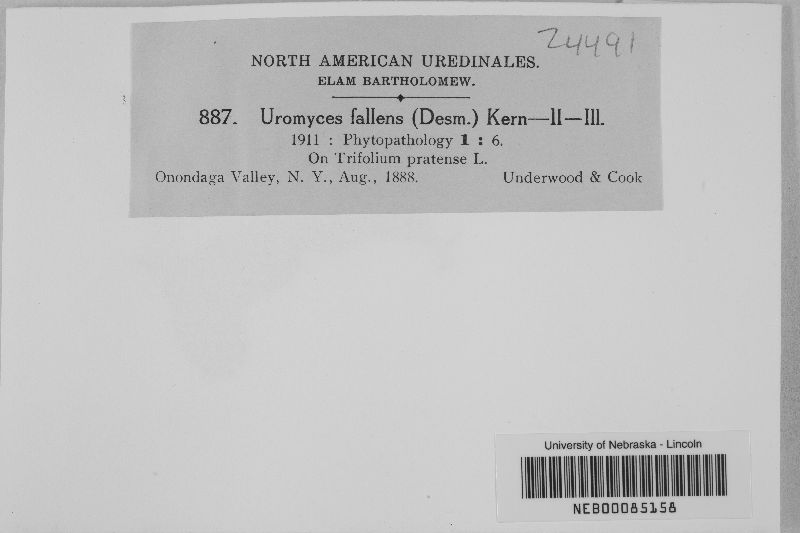 24491
NORTH AMERICAN UREDINALES.
ELAM BARTHOLOMEW.
887. Uromyces fallens (Desm.) Kern—II—III.
1911 : Phytopathology 1 : 6.
On Trifolium pratense L.
Onondaga Valley, N. Y., Aug., 1888. Underwood & Cook
University of Nebraska - Lincoln
NEB00085158